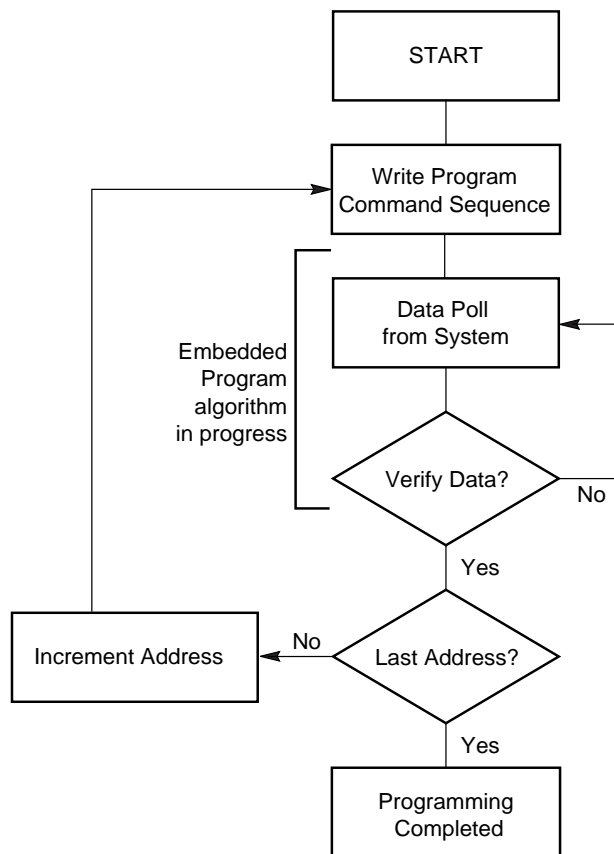 START
Write Program
Command Sequence
Data Poll
from System
Embedded
Program
algorithm
in progress
Verify Data?
No
Yes
Increment Address
No
Last Address?
Yes
Programming
Completed